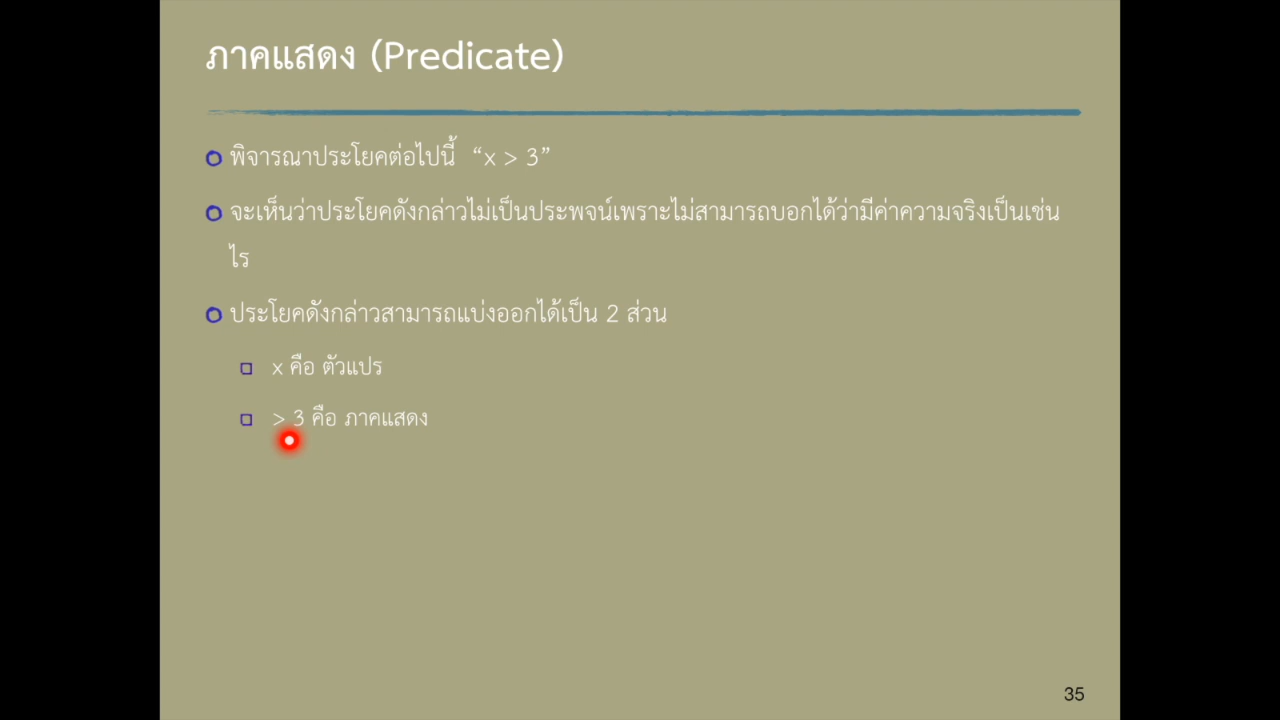 ภาคแสดง (Predicate)
พิจารณาประโยคต่อไปนี้ “x > 3”
จะเห็นว่าประโยคดังกล่าวไม่เป็นประพจน์เพราะไม่สามารถบอกได้ว่ามีค่าความจริงเป็นเช่น
ไร
ประโยคดังกล่าวสามารถแบ่งออกได้เป็น 2 ส่วน
x คือ ตัวแปร
> 3 คือ ภาคแสดง
35